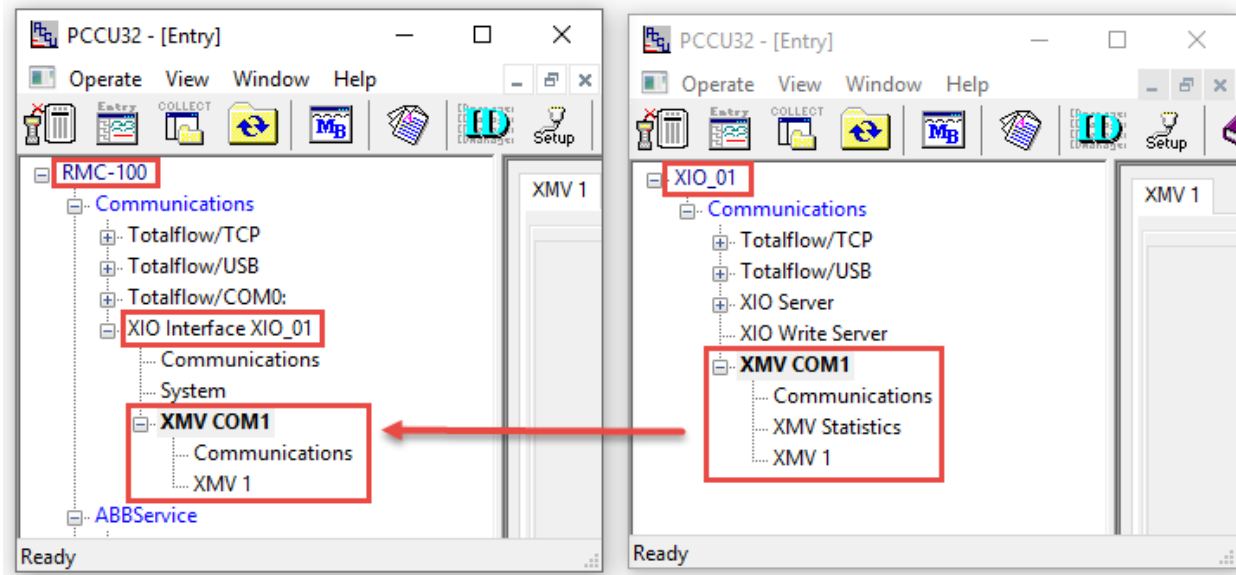 PCCU32 - [Entry]
Operate View Window Help
Entry
COLLECT
MB
ID
Setup
RMC-100
Communications
Totalflow/TCP
Totalflow/USB
Totalflow/COM0:
XIO Interface XIO_01
Communications
System
XMV COM1
Communications
XMV 1
ABBService
XMV 1
Ready
PCCU32 - [Entry]
Operate View Window Help
Entry
COLLECT
MB
ID
Setup
XIO_01
Communications
Totalflow/TCP
Totalflow/USB
XIO Server
XIO Write Server
XMV COM1
Communications
XMV Statistics
XMV 1
XMV 1
Ready